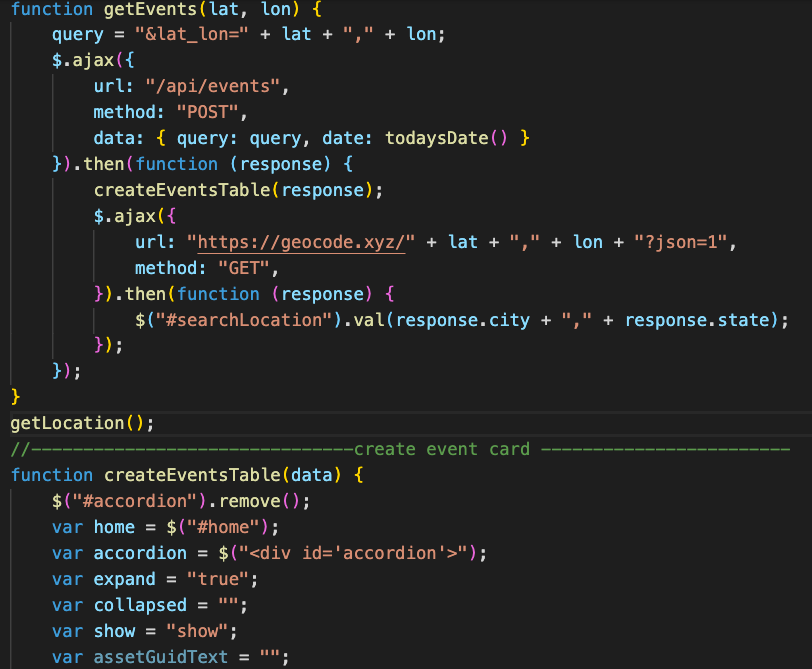 function getEvents(lat, lon) {
    query = "&lat_lon=" + lat + "," + lon;
    $.ajax({
        url: "/api/events",
        method: "POST",
        data: { query: query, date: todaysDate() }
    }).then(function (response) {
        createEventsTable(response);
        $.ajax({
            url: "https://geocode.xyz/" + lat + "," + lon + "?json=1",
            method: "GET",
        }).then(function (response) {
            $("#searchLocation").val(response.city + "," + response.state);
        });
    });
}
getLocation();
//-------------------------------create event card ------------------------
function createEventsTable(data) {
    $("#accordion").remove();
    var home = $("#home");
    var accordion = $("<div id='accordion'>");
    var expand = "true";
    var collapsed = "";
    var show = "show";
    var assetGuidText = "";